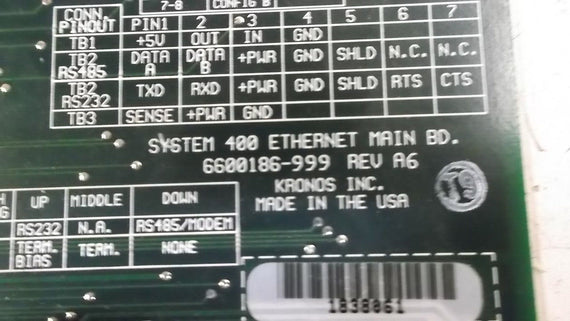 7-8 CONFIG B
CONN. PINOUT PIN1 2 3 4 5 6 7
TB1 +5V OUT IN GND
TB2 RS485 DATA A DATA B +PWR GND SHLD N.C. N.C.
TB2 RS232 TXD RXD +PWR GND SHLD RTS CTS
TB3 SENSE +PWR GND
SYSTEM 400 ETHERNET MAIN BD.
6600186-999 REV A6
KRONOS INC.
MADE IN THE USA
UP MIDDLE DOWN
RS232 N.A. RS485/MODEM
TERM. BIAS TERM. NONE
1838061